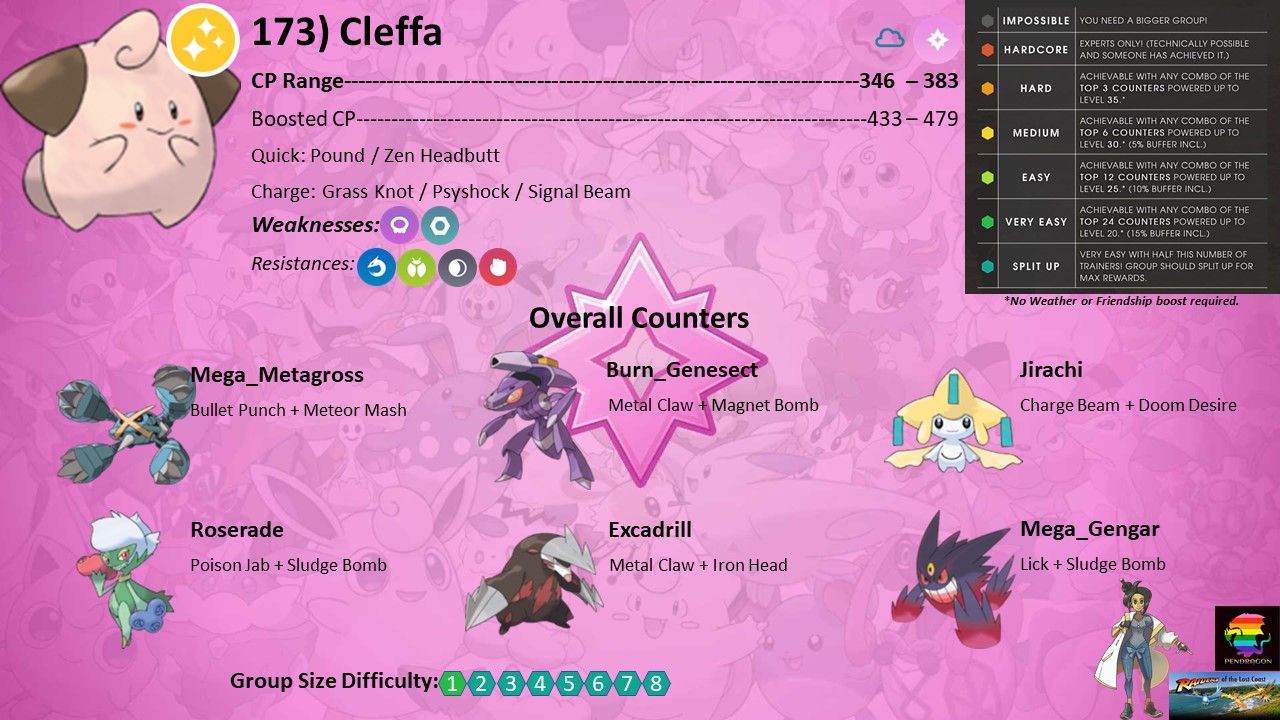 173) Cleffa
CP Range---346 – 383
Boosted CP---433 – 479
Quick: Pound / Zen Headbutt
Charge: Grass Knot / Psyshock / Signal Beam
Weaknesses:
Resistances:
IMPOSSIBLE YOU NEED A BIGGER GROUP!
HARDCORE EXPERTS ONLY! (TECHNICALLY POSSIBLE
AND SOMEONE HAS ACHIEVED IT.)
HARD ACHIEVABLE WITH ANY COMBO OF THE
TOP 3 COUNTERS POWERED UP TO
LEVEL 35.*
MEDIUM ACHIEVABLE WITH ANY COMBO OF THE
TOP 6 COUNTERS POWERED UP TO
LEVEL 30.* (5% BUFFER INCL.)
EASY ACHIEVABLE WITH ANY COMBO OF THE
TOP 12 COUNTERS POWERED UP TO
LEVEL 25.* (10% BUFFER INCL.)
VERY EASY ACHIEVABLE WITH ANY COMBO OF THE
TOP 24 COUNTERS POWERED UP TO
LEVEL 20.* (15% BUFFER INCL.)
SPLIT UP VERY EASY WITH HALF THIS NUMBER OF
TRAINERS! GROUP SHOULD SPLIT UP FOR
MAX REWARDS.
*No Weather or Friendship boost required.
Overall Counters
Mega_Metagross
Bullet Punch + Meteor Mash
Burn_Genesect
Metal Claw + Magnet Bomb
Jirachi
Charge Beam + Doom Desire
Roserade
Poison Jab + Sludge Bomb
Excadrill
Metal Claw + Iron Head
Mega_Gengar
Lick + Sludge Bomb
Group Size Difficulty: 1 2 3 4 5 6 7 8
PENDRAGON
RAIDERS of the Lost Coast